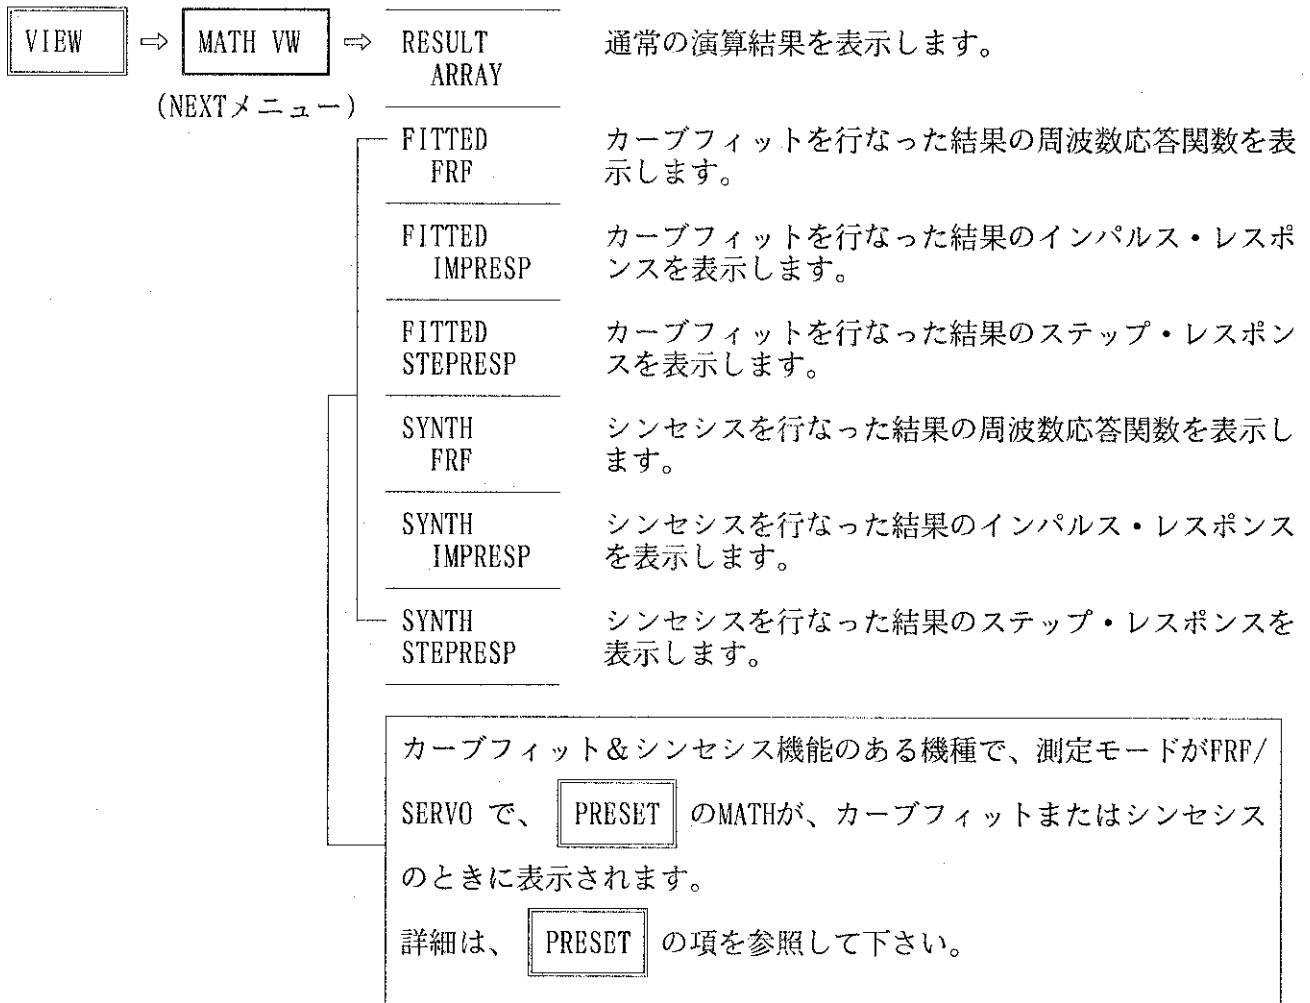 VIEW ⇨ MATH VW ⇨ RESULT 通常の演算結果を表示します。
ARRAY
(NEXTメニュー)
FITTED カーブフィットを行なった結果の周波数応答関数を表
FRF 示します。
FITTED カーブフィットを行なった結果のインパルス・レスポ
IMPRESP ンスを表示します。
FITTED カーブフィットを行なった結果のステップ・レスポン
STEPRESP スを表示します。
SYNTH シンセシスを行なった結果の周波数応答関数を表示し
FRF ます。
SYNTH シンセシスを行なった結果のインパルス・レスポンス
IMPRESP を表示します。
SYNTH シンセシスを行なった結果のステップ・レスポンスを
STEPRESP 表示します。
カーブフィット&シンセシス機能のある機種で、測定モードがFRF/
SERVO で、 PRESET のMATHが、カーブフィットまたはシンセシス
のときに表示されます。
詳細は、 PRESET の項を参照して下さい。